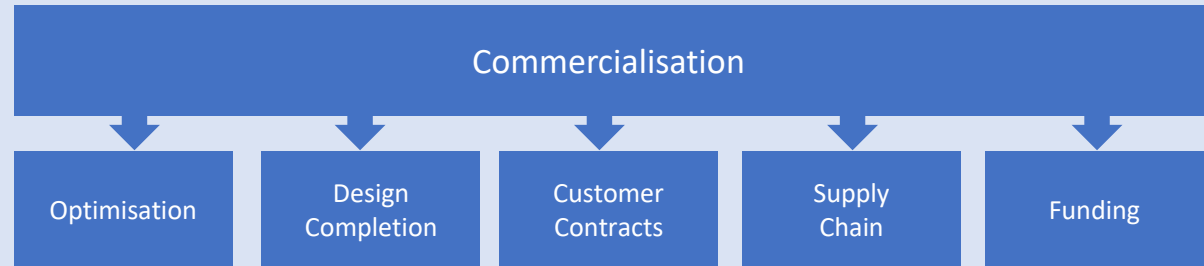 Commercialisation
Optimisation
Design
Completion
Customer
Contracts
Supply
Chain
Funding